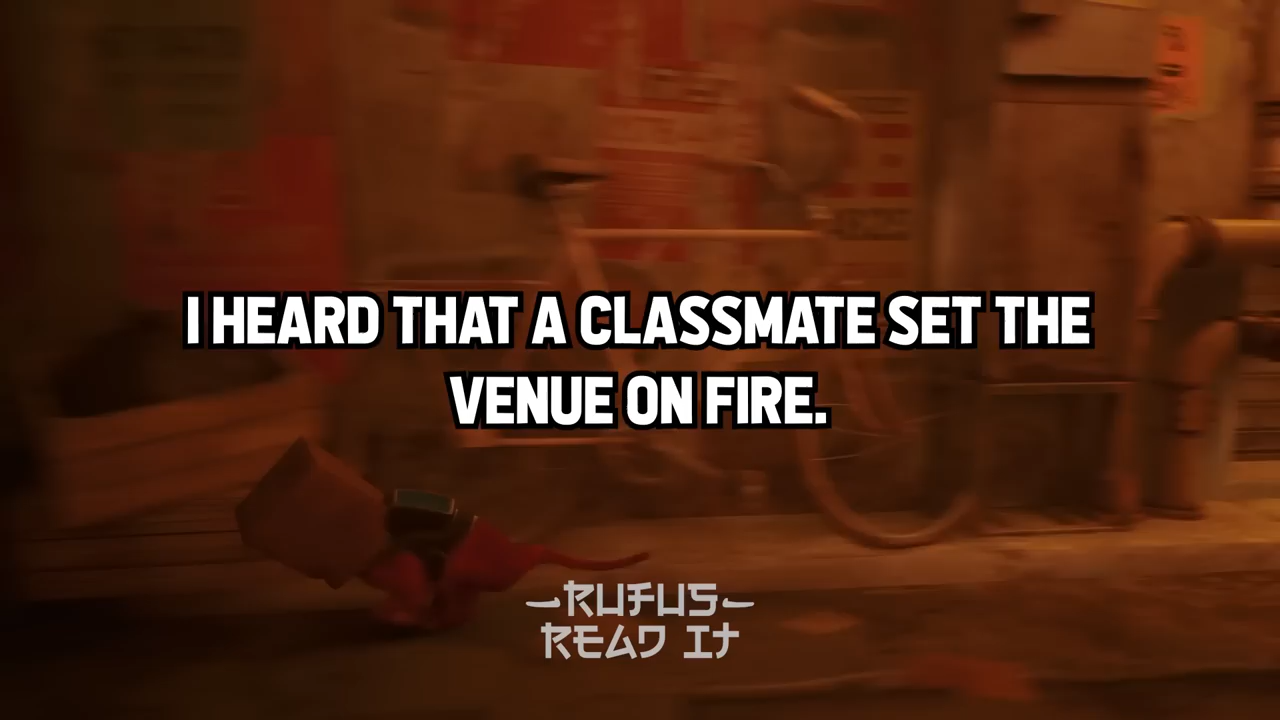 I HEARD THAT A CLASSMATE SET THE
VENUE ON FIRE.
RUFUS
READ IT